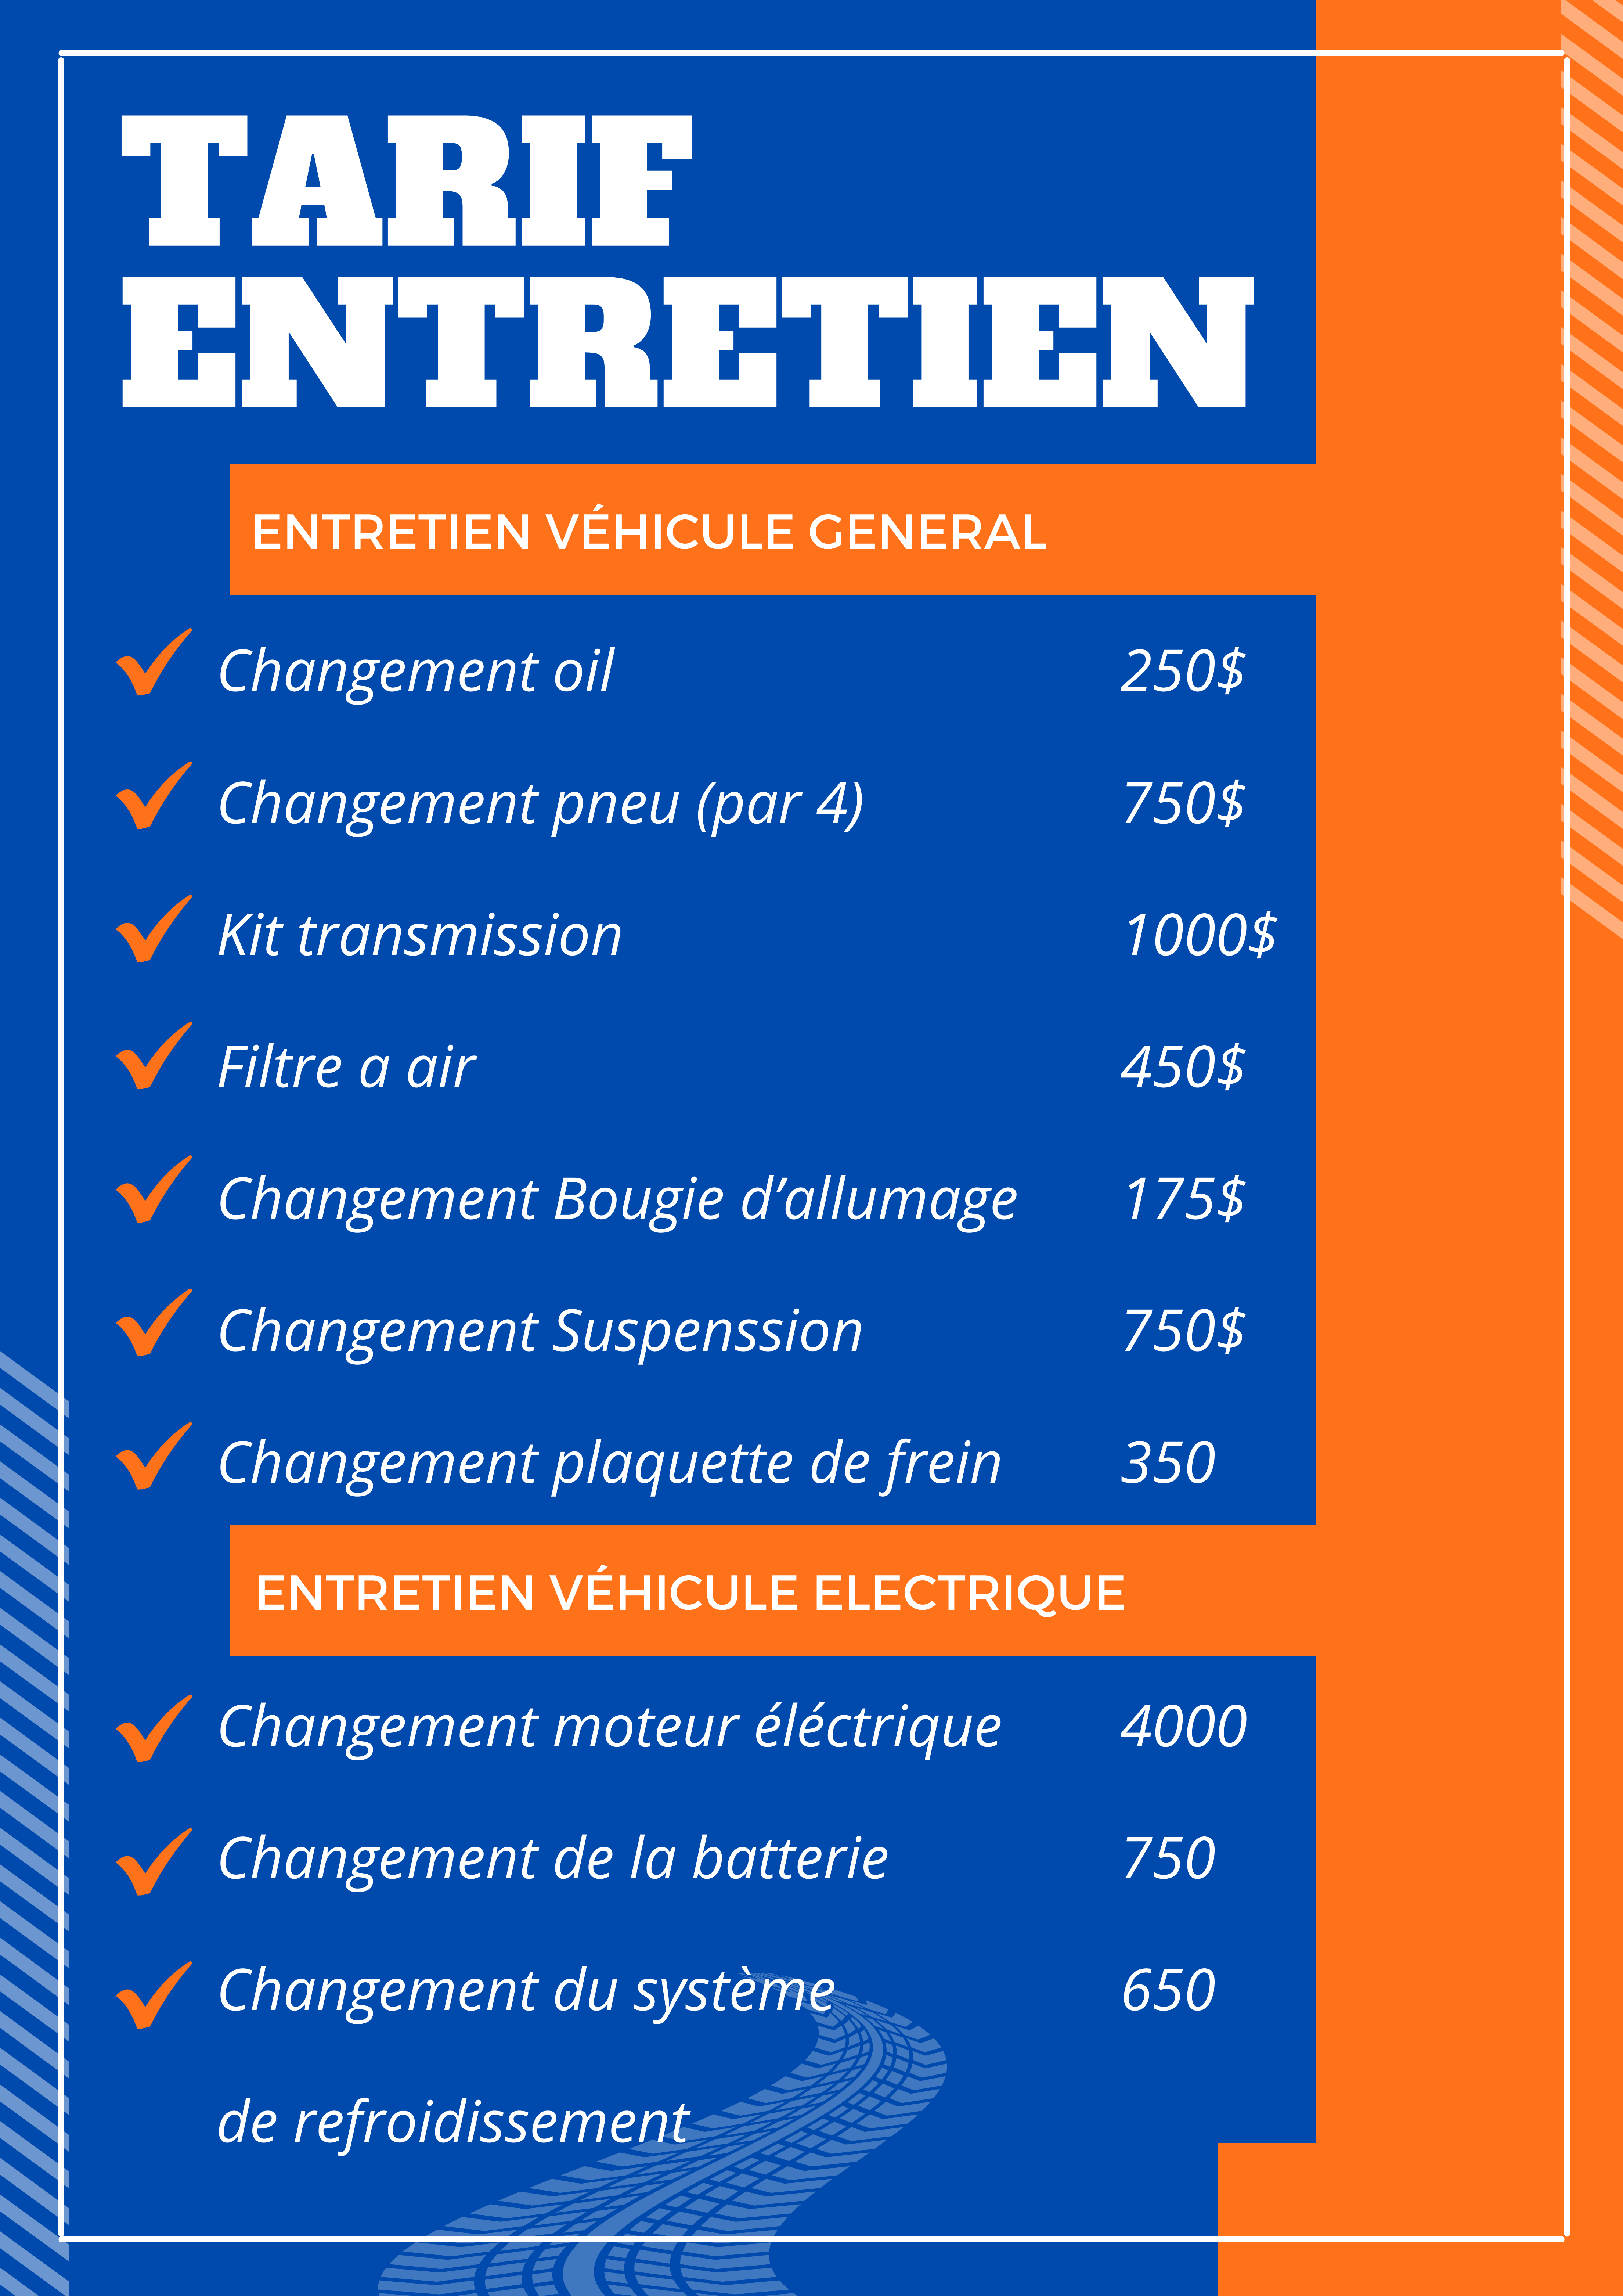 TARIF
ENTRETIEN
ENTRETIEN VÉHICULE GENERAL
Changement oil 250$
Changement pneu (par 4) 750$
Kit transmission 1000$
Filtre a air 450$
Changement Bougie d’allumage 175$
Changement Suspenssion 750$
Changement plaquette de frein 350
ENTRETIEN VÉHICULE ELECTRIQUE
Changement moteur éléctrique 4000
Changement de la batterie 750
Changement du système 650
de refroidissement